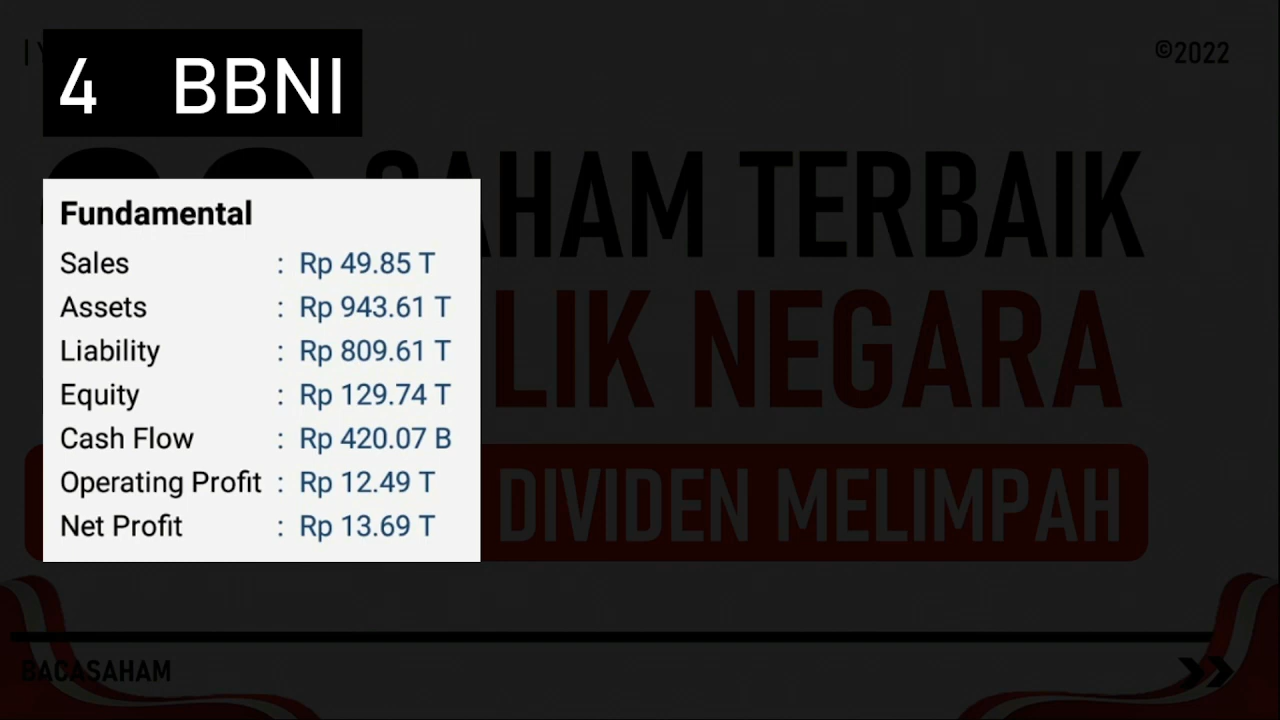 4 BBNI
©2022
SAHAM TERBAIK
LIK NEGARA
DIVIDEN MELIMPAH
Fundamental
Sales : Rp 49.85 T
Assets : Rp 943.61 T
Liability : Rp 809.61 T
Equity : Rp 129.74 T
Cash Flow : Rp 420.07 B
Operating Profit : Rp 12.49 T
Net Profit : Rp 13.69 T
BACASAHAM